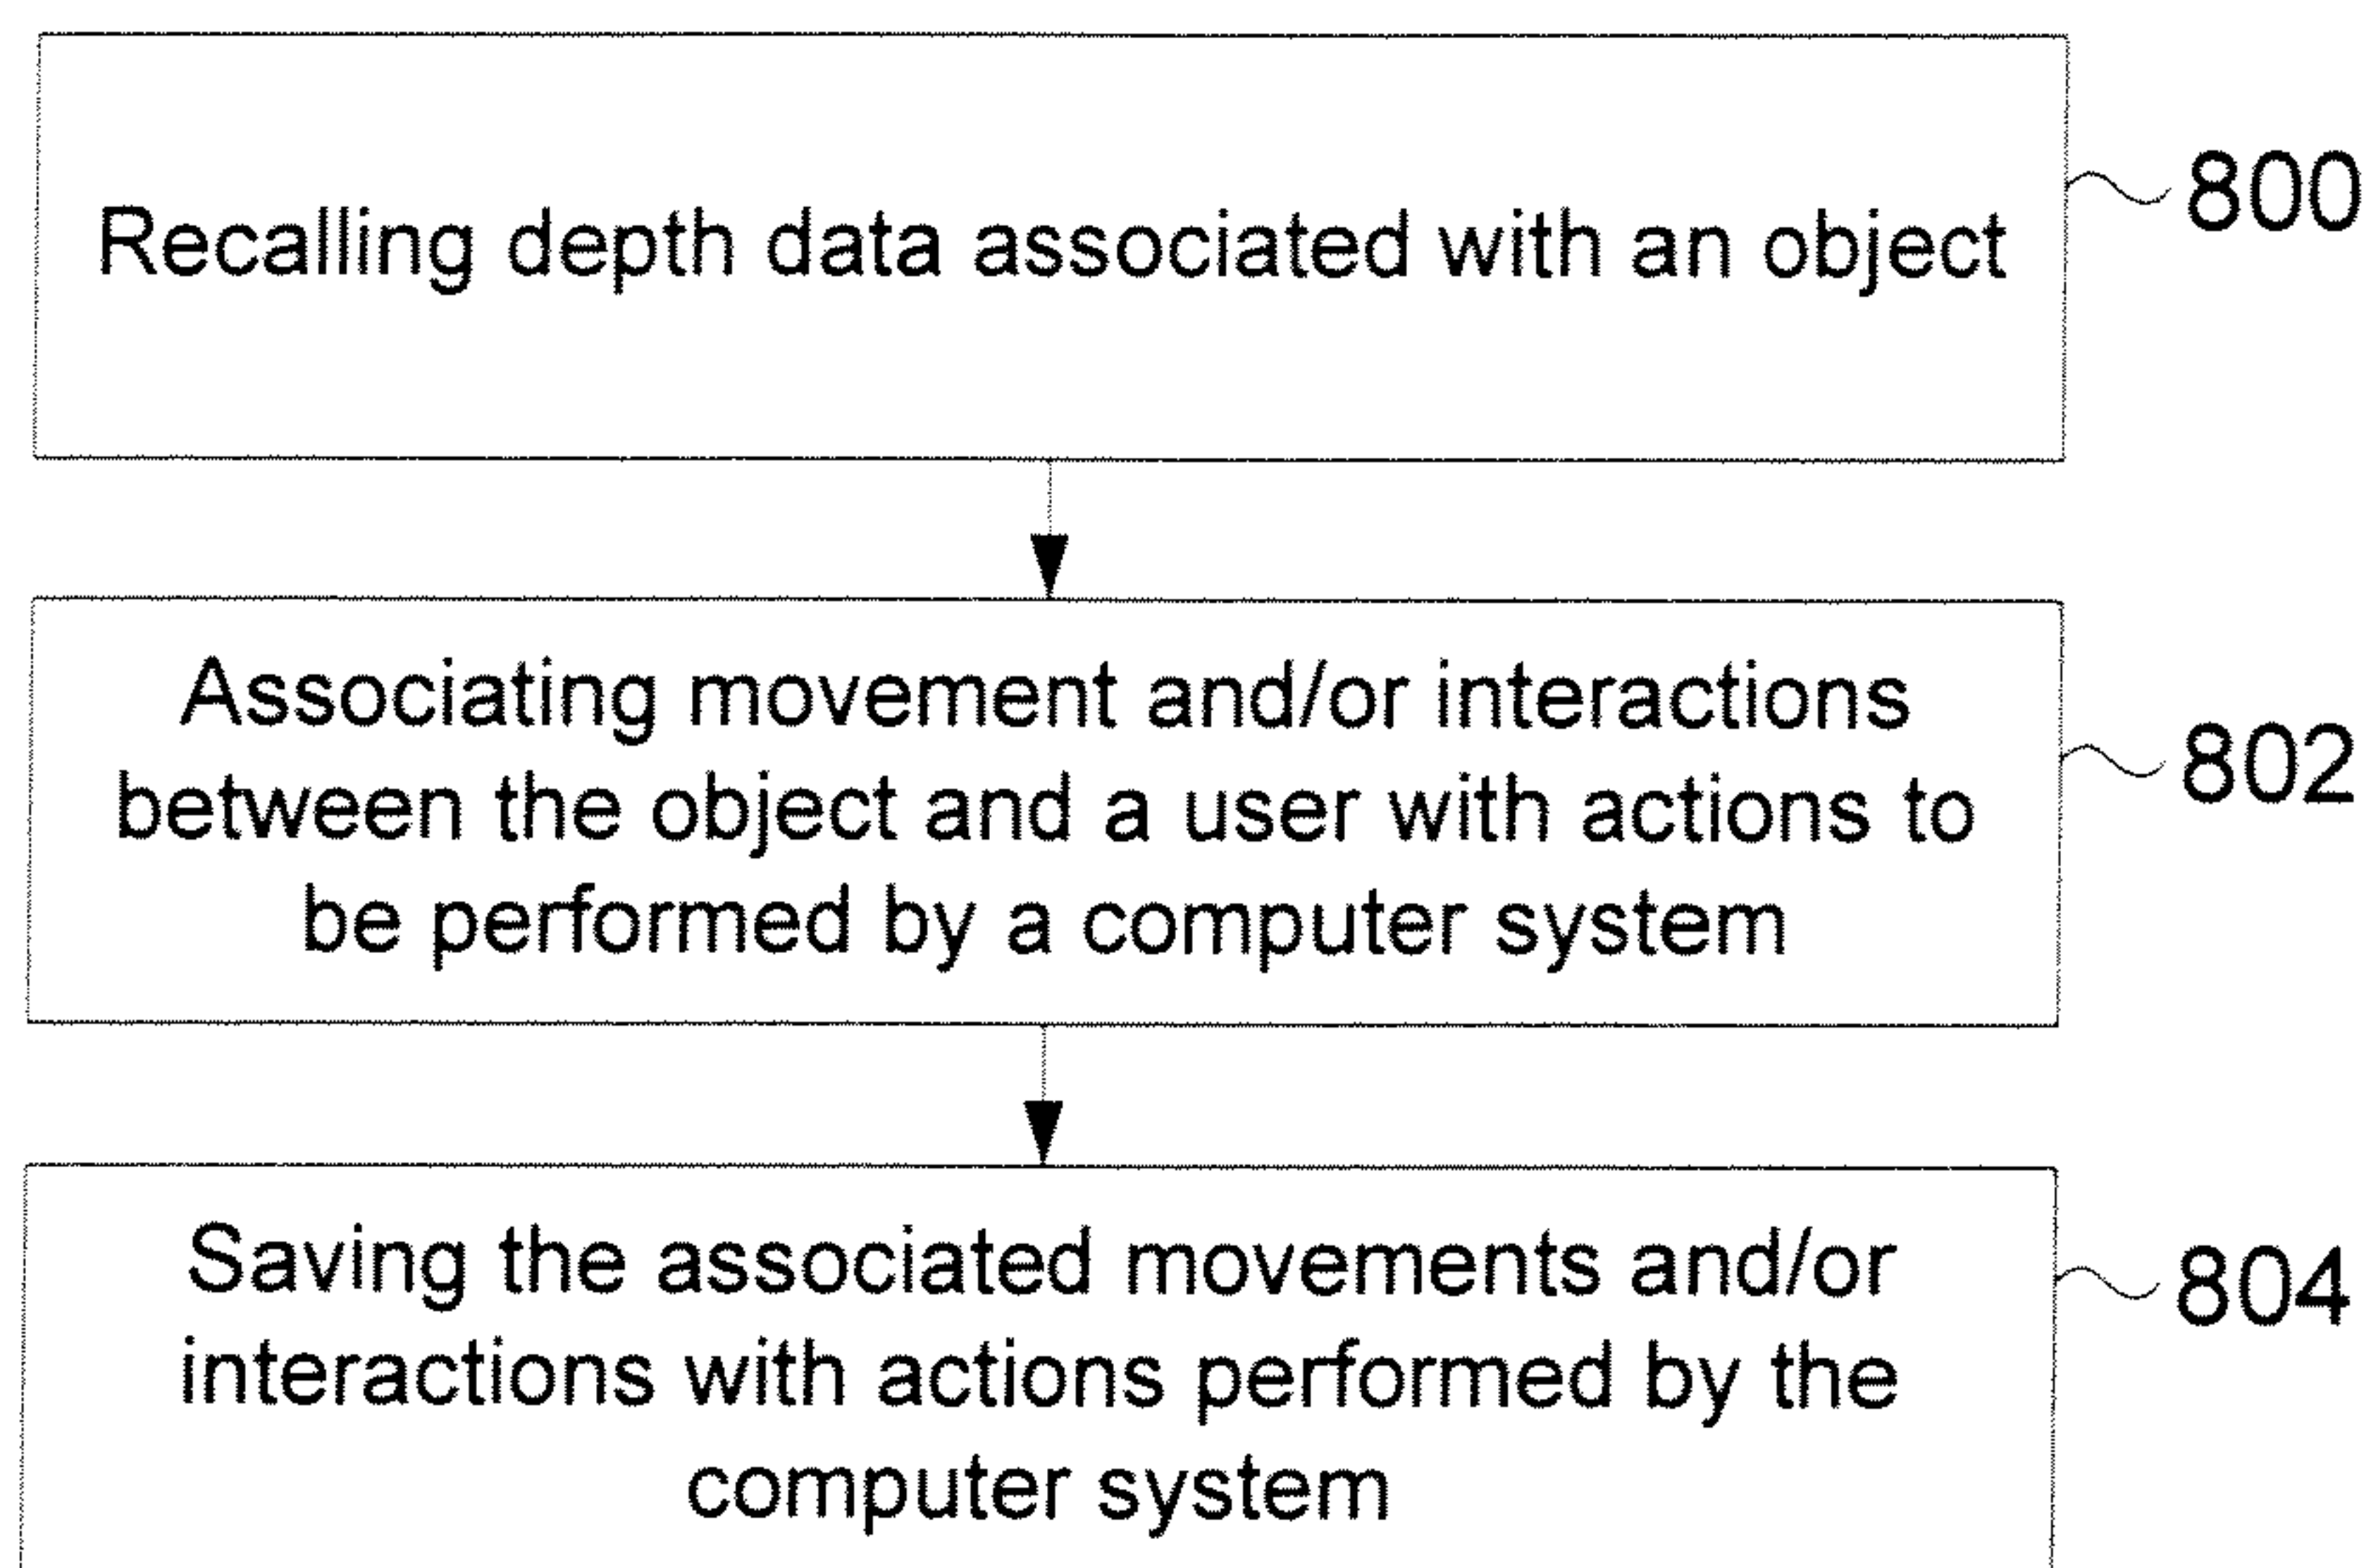 Recalling depth data associated with an object
800
Associating movement and/or interactions
between the object and a user with actions to
be performed by a computer system
802
Saving the associated movements and/or
interactions with actions performed by the
computer system
804